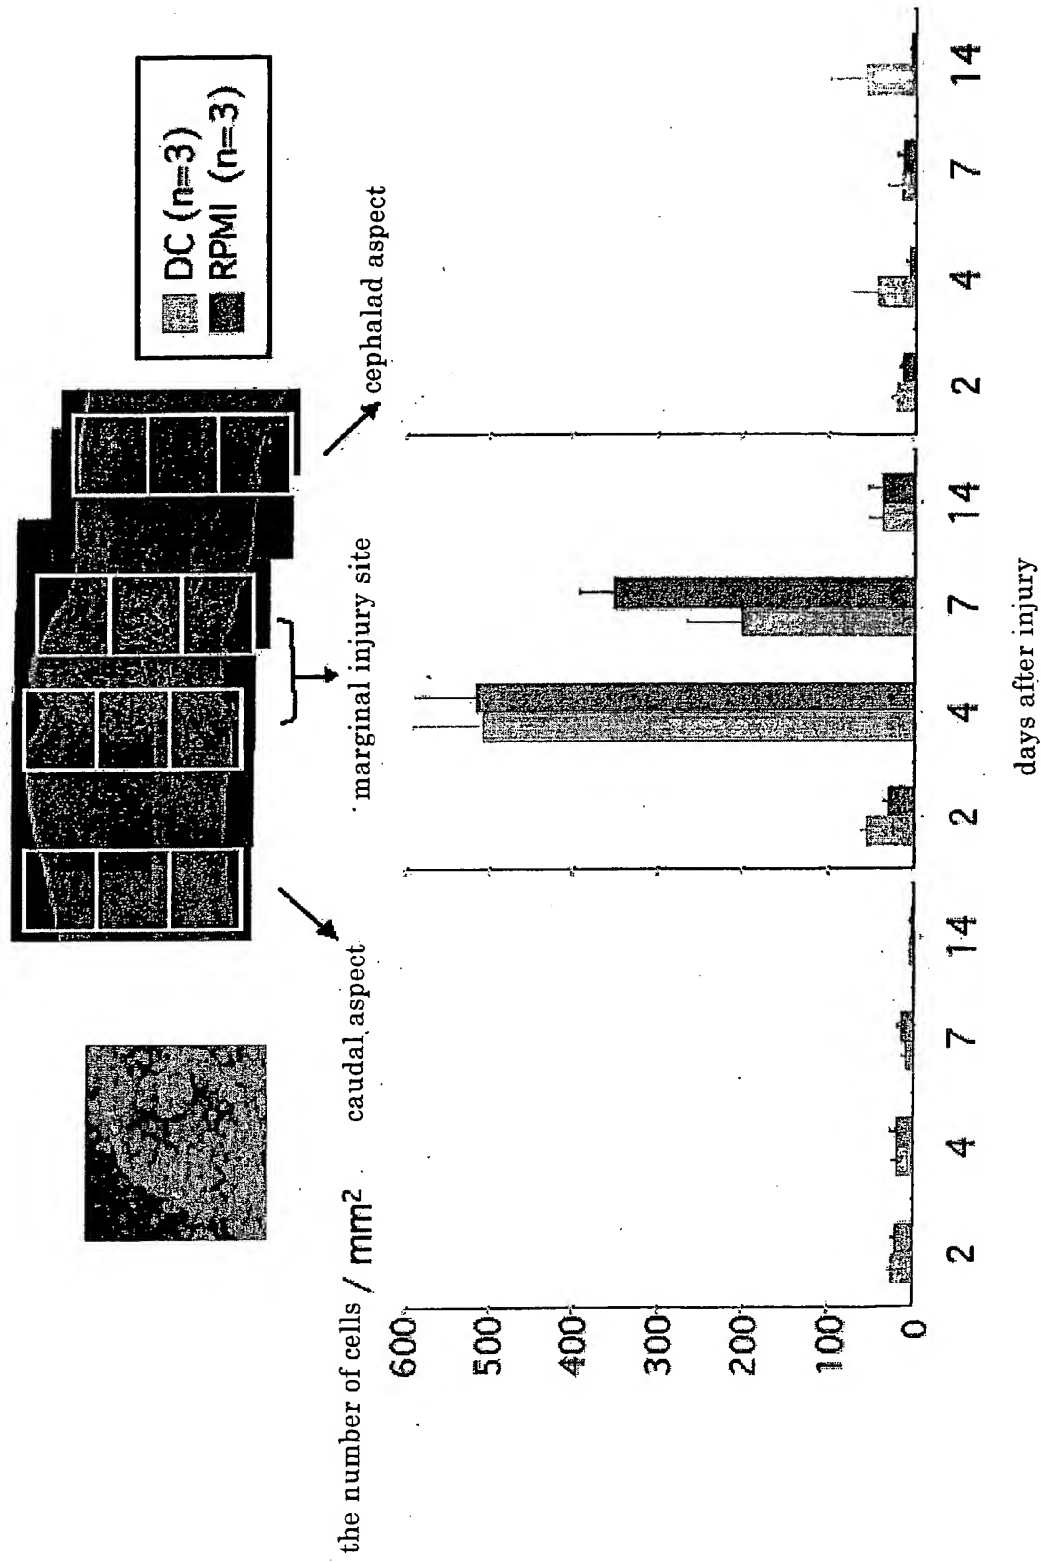 DC (n=3)
RPMI (n=3)
the number of cells / mm²
caudal aspect
marginal injury site
cephalad aspect
600
500
400
300
200
100
0
2 4 7 14
2 4 7 14
2 4 7 14
days after injury